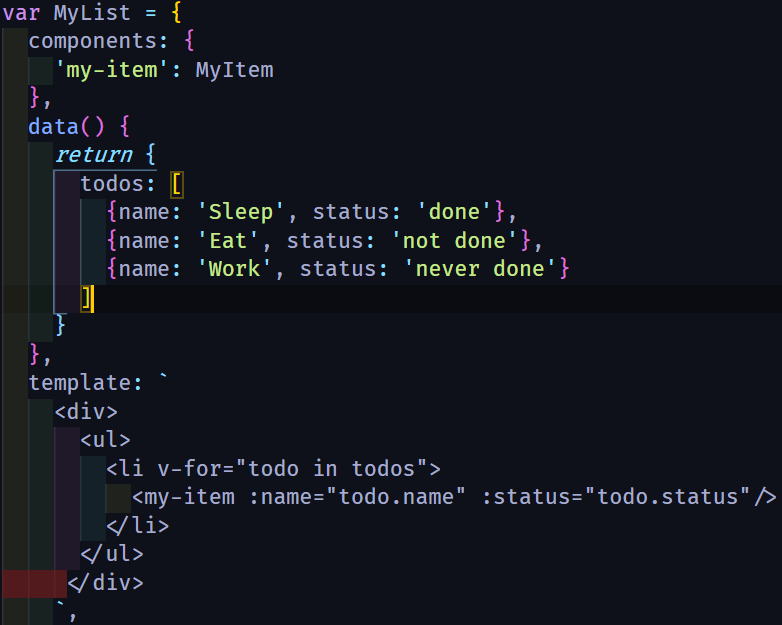 var MyList = {
  components: {
    'my-item': MyItem
  },
  data() {
    return {
      todos: [
        {name: 'Sleep', status: 'done'},
        {name: 'Eat', status: 'not done'},
        {name: 'Work', status: 'never done'}
      ]
    }
  },
  template: `
    <div>
      <ul>
        <li v-for="todo in todos">
          <my-item :name="todo.name" :status="todo.status"/>
        </li>
      </ul>
     </div>
    `,